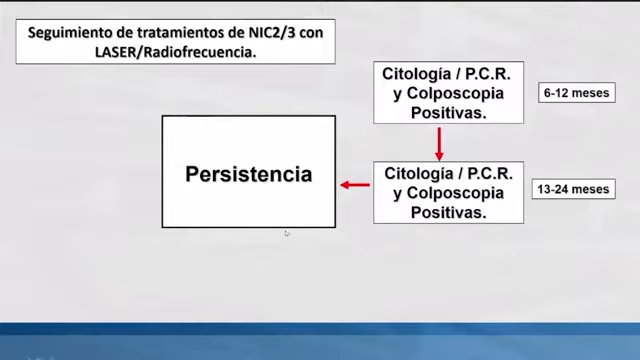 Seguimiento de tratamientos de NIC2/3 con
LASER/Radiofrecuencia.
Citología / P.C.R.
y Colposcopia
Positivas.
6-12 meses
Persistencia
Citología / P.C.R.
y Colposcopia
Positivas.
13-24 meses